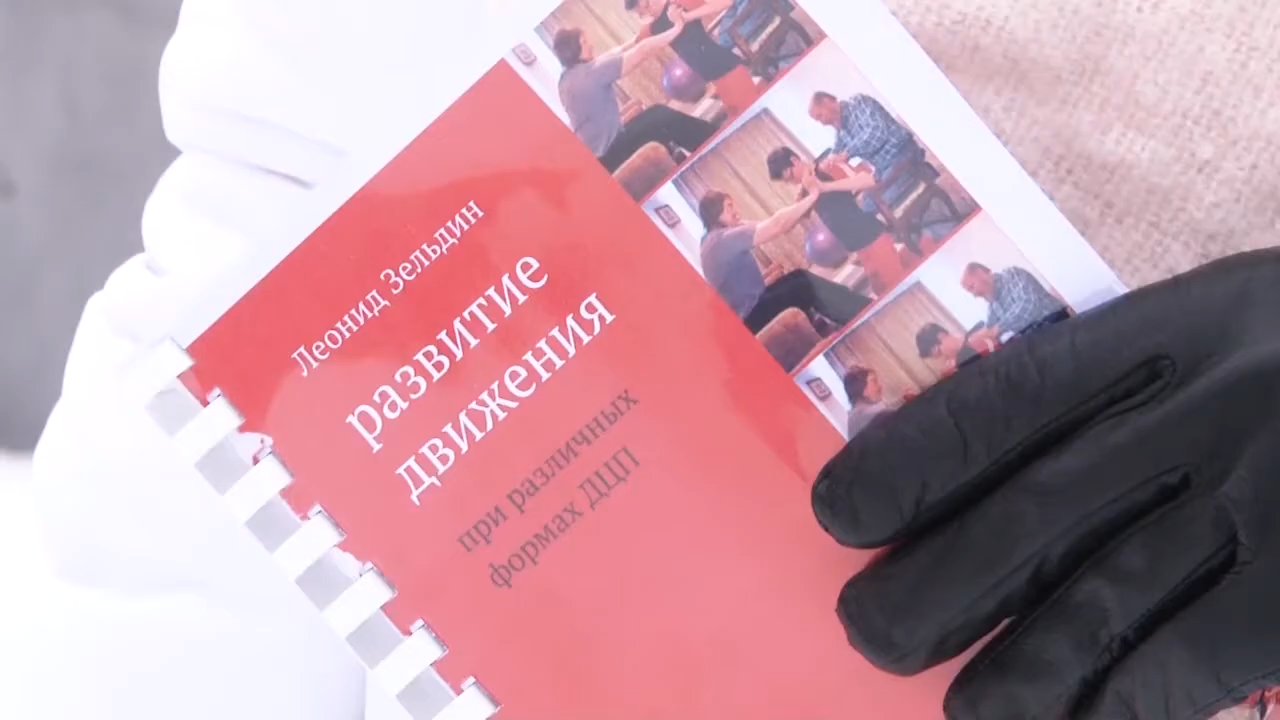 Леонид Зельдин
развитие
движения
при различных
формах ДЦП